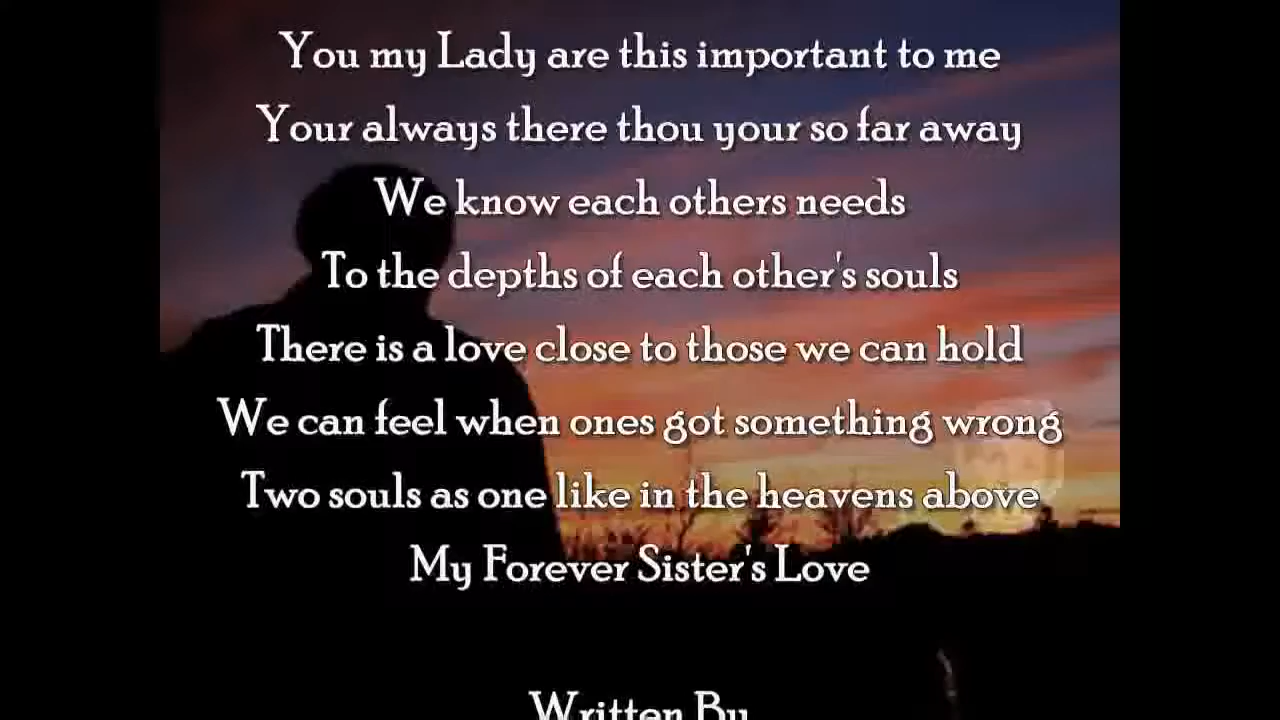 You my Lady are this important to me
Your always there thou your so far away
We know each others needs
To the depths of each other's souls
There is a love close to those we can hold
We can feel when ones got something wrong
Two souls as one like in the heavens above
My Forever Sister's Love
Written By